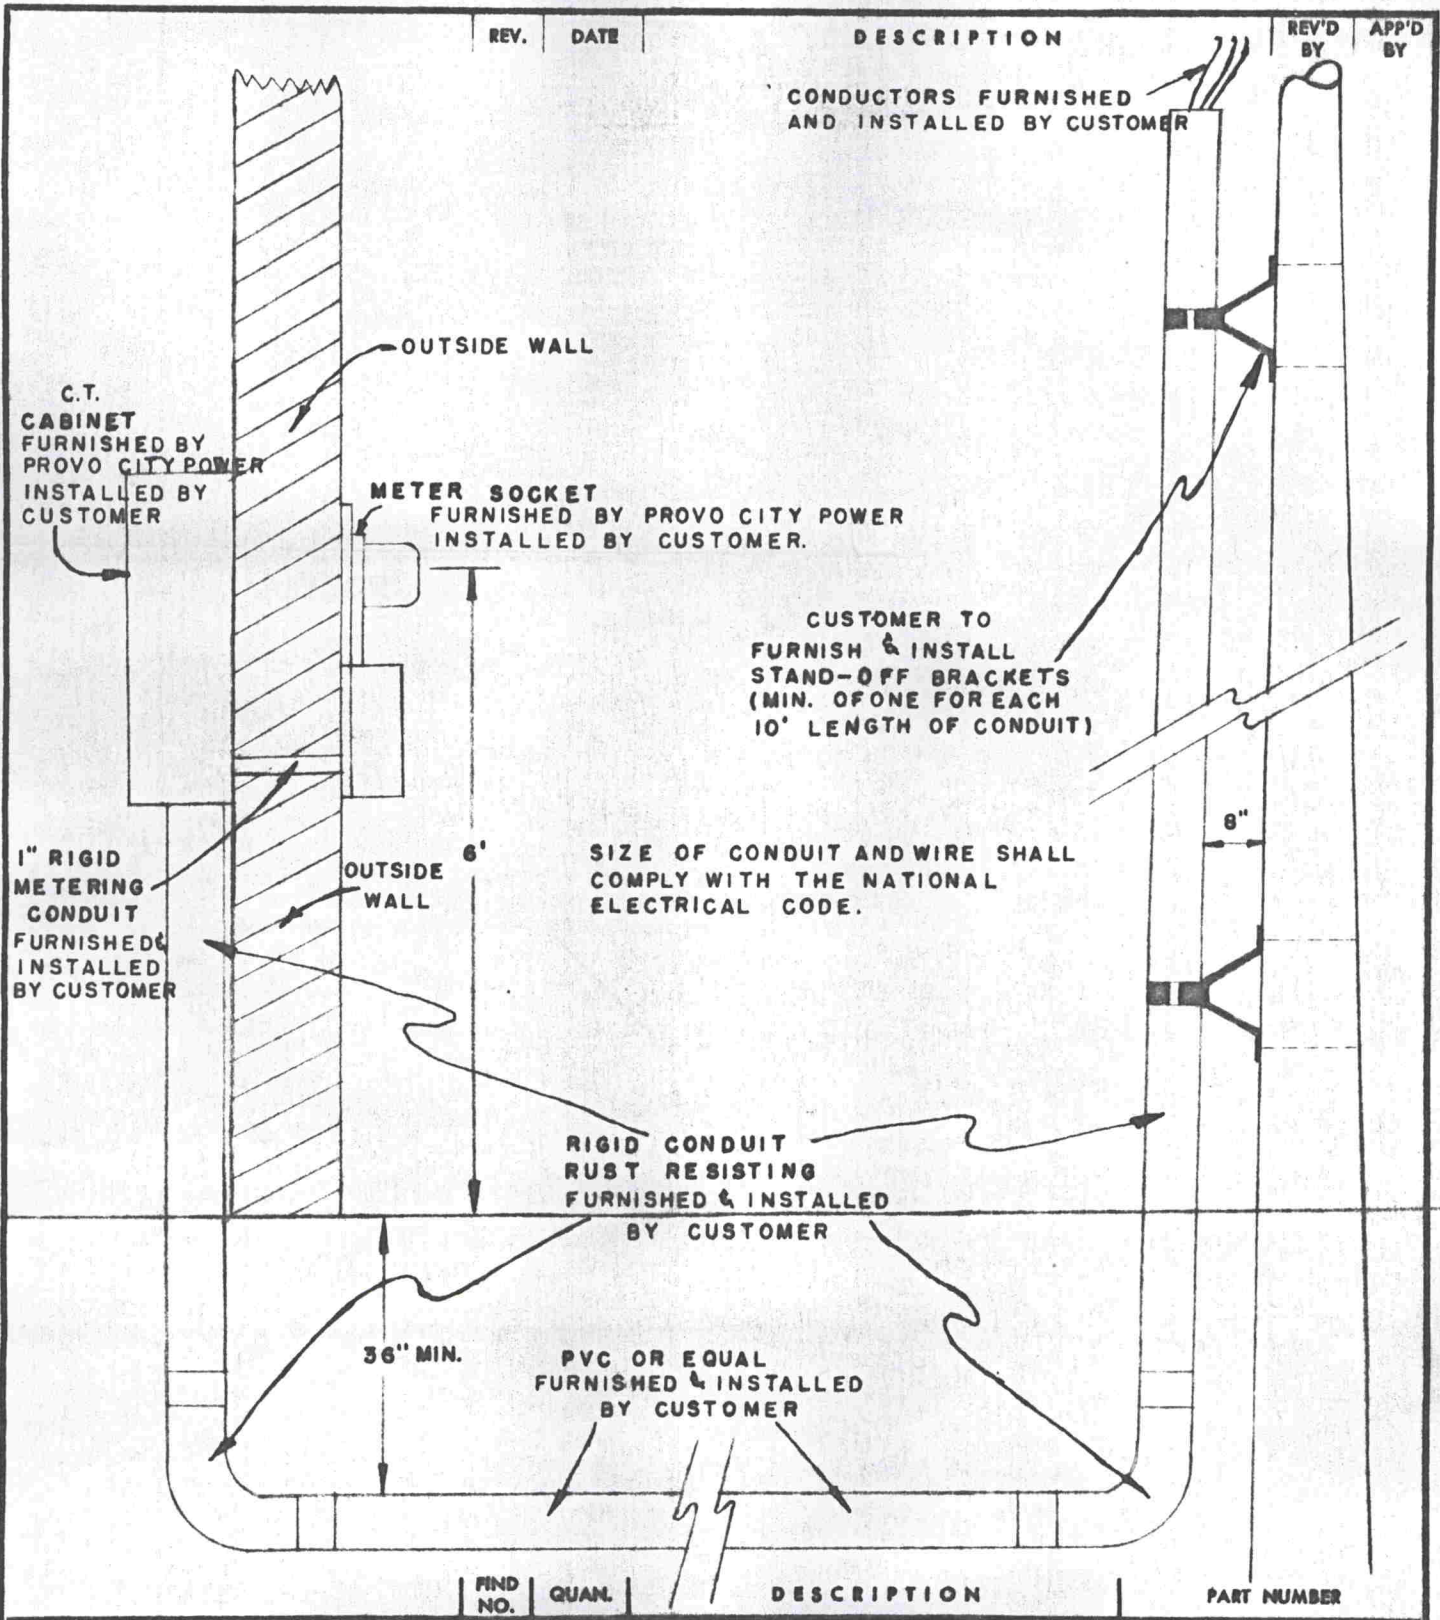 REV. DATE DESCRIPTION REV'D BY APP'D BY
CONDUCTORS FURNISHED
AND INSTALLED BY CUSTOMER
OUTSIDE WALL
C.T.
CABINET
FURNISHED BY
PROVO CITY POWER
INSTALLED BY
CUSTOMER
METER SOCKET
FURNISHED BY PROVO CITY POWER
INSTALLED BY CUSTOMER.
CUSTOMER TO
FURNISH & INSTALL
STAND-OFF BRACKETS
(MIN. OF ONE FOR EACH
10' LENGTH OF CONDUIT)
8"
1" RIGID
METERING
CONDUIT
FURNISHED &
INSTALLED
BY CUSTOMER
OUTSIDE
WALL
6'
SIZE OF CONDUIT AND WIRE SHALL
COMPLY WITH THE NATIONAL
ELECTRICAL CODE.
RIGID CONDUIT
RUST RESISTING
FURNISHED & INSTALLED
BY CUSTOMER
36" MIN.
PVC OR EQUAL
FURNISHED & INSTALLED
BY CUSTOMER
FIND NO. QUAN. DESCRIPTION PART NUMBER